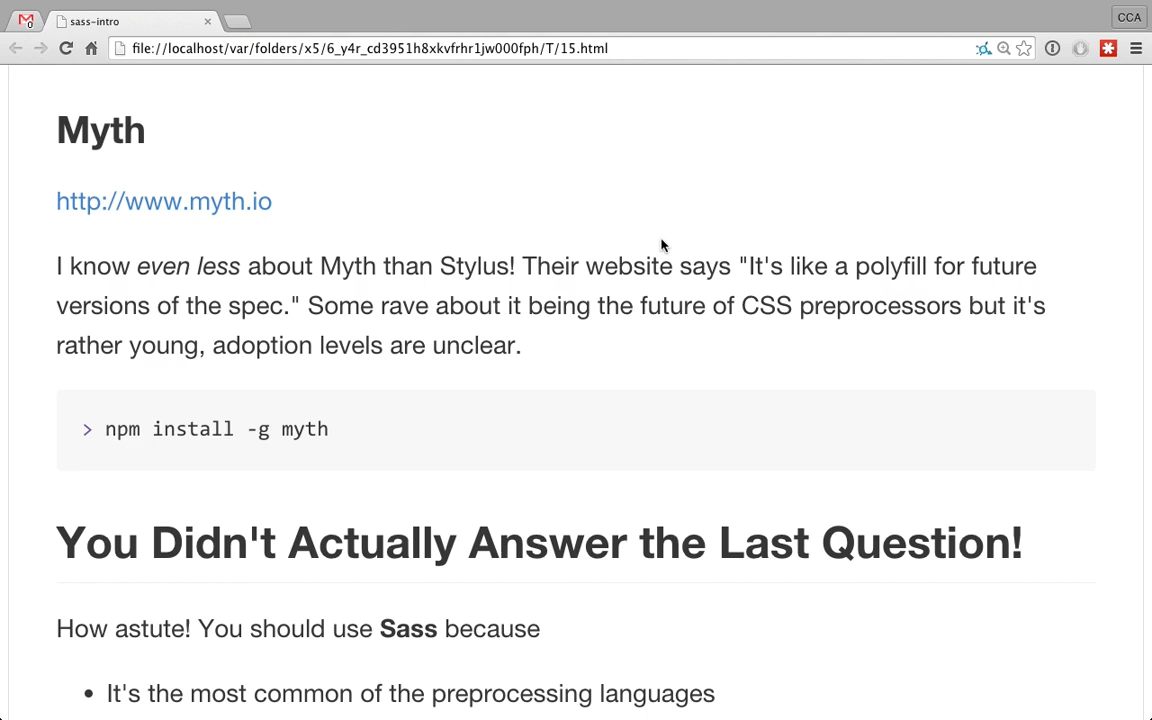 0
sass-intro
CCA
file://localhost/var/folders/x5/6_y4r_cd3951h8xkvfrhr1jw000fph/T/15.html
Myth
http://www.myth.io
I know even less about Myth than Stylus! Their website says "It's like a polyfill for future
versions of the spec." Some rave about it being the future of CSS preprocessors but it's
rather young, adoption levels are unclear.
> npm install -g myth
You Didn't Actually Answer the Last Question!
How astute! You should use Sass because
• It's the most common of the preprocessing languages